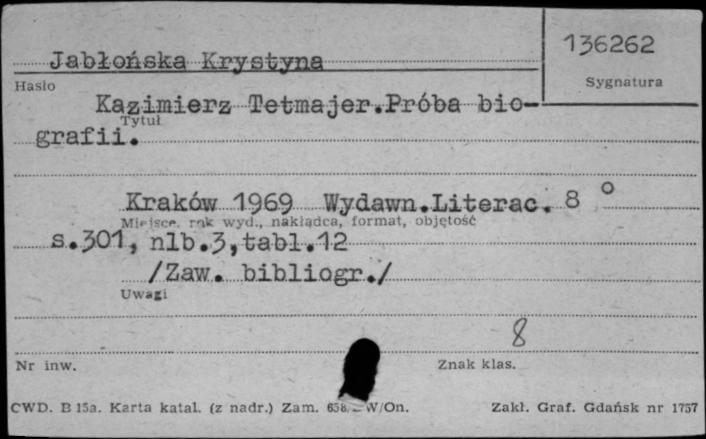 136262
Jabłońska Krystyna
Hasło
Sygnatura
Kazimierz Tetmajer.Próba bio-
Tytuł
grafii.
Kraków 1969 Wydawn.Literac. 8°
Miejsce, rok wyd., nakładca, format, objętość
s.301, nlb.3,tabl.12
/Zaw. bibliogr./
Uwagi
8
Nr inw.
Znak klas.
CWD. B 15a. Karta katal. (z nadr.) Zam. W/On. Zakł. Graf. Gdańsk nr 1757